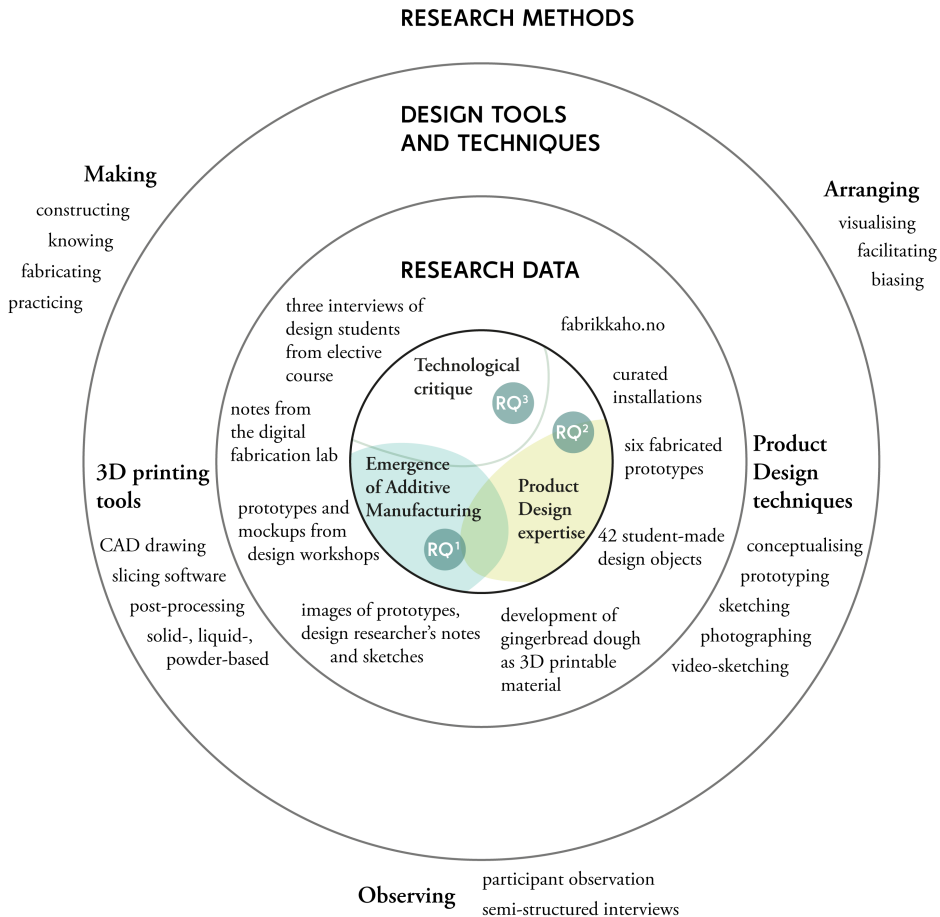 RESEARCH METHODS
DESIGN TOOLS
AND TECHNIQUES
Making
constructing
knowing
fabricating
practicing
Arranging
visualising
facilitating
biasing
RESEARCH DATA
three interviews of
design students
from elective
course
notes from
the digital
fabrication lab
prototypes and
mockups from
design workshops
images of prototypes,
design researcher's notes
and sketches
fabrikkaho.no
curated
installations
six fabricated
prototypes
42 student-made
design objects
development of
gingerbread dough
as 3D printable
material
Technological
critique
RQ³
RQ²
Emergence
of Additive
Manufacturing
RQ¹
Product
Design
expertise
3D printing
tools
CAD drawing
slicing software
post-processing
solid-, liquid-,
powder-based
Product
Design
techniques
conceptualising
prototyping
sketching
photographing
video-sketching
Observing
participant observation
semi-structured interviews